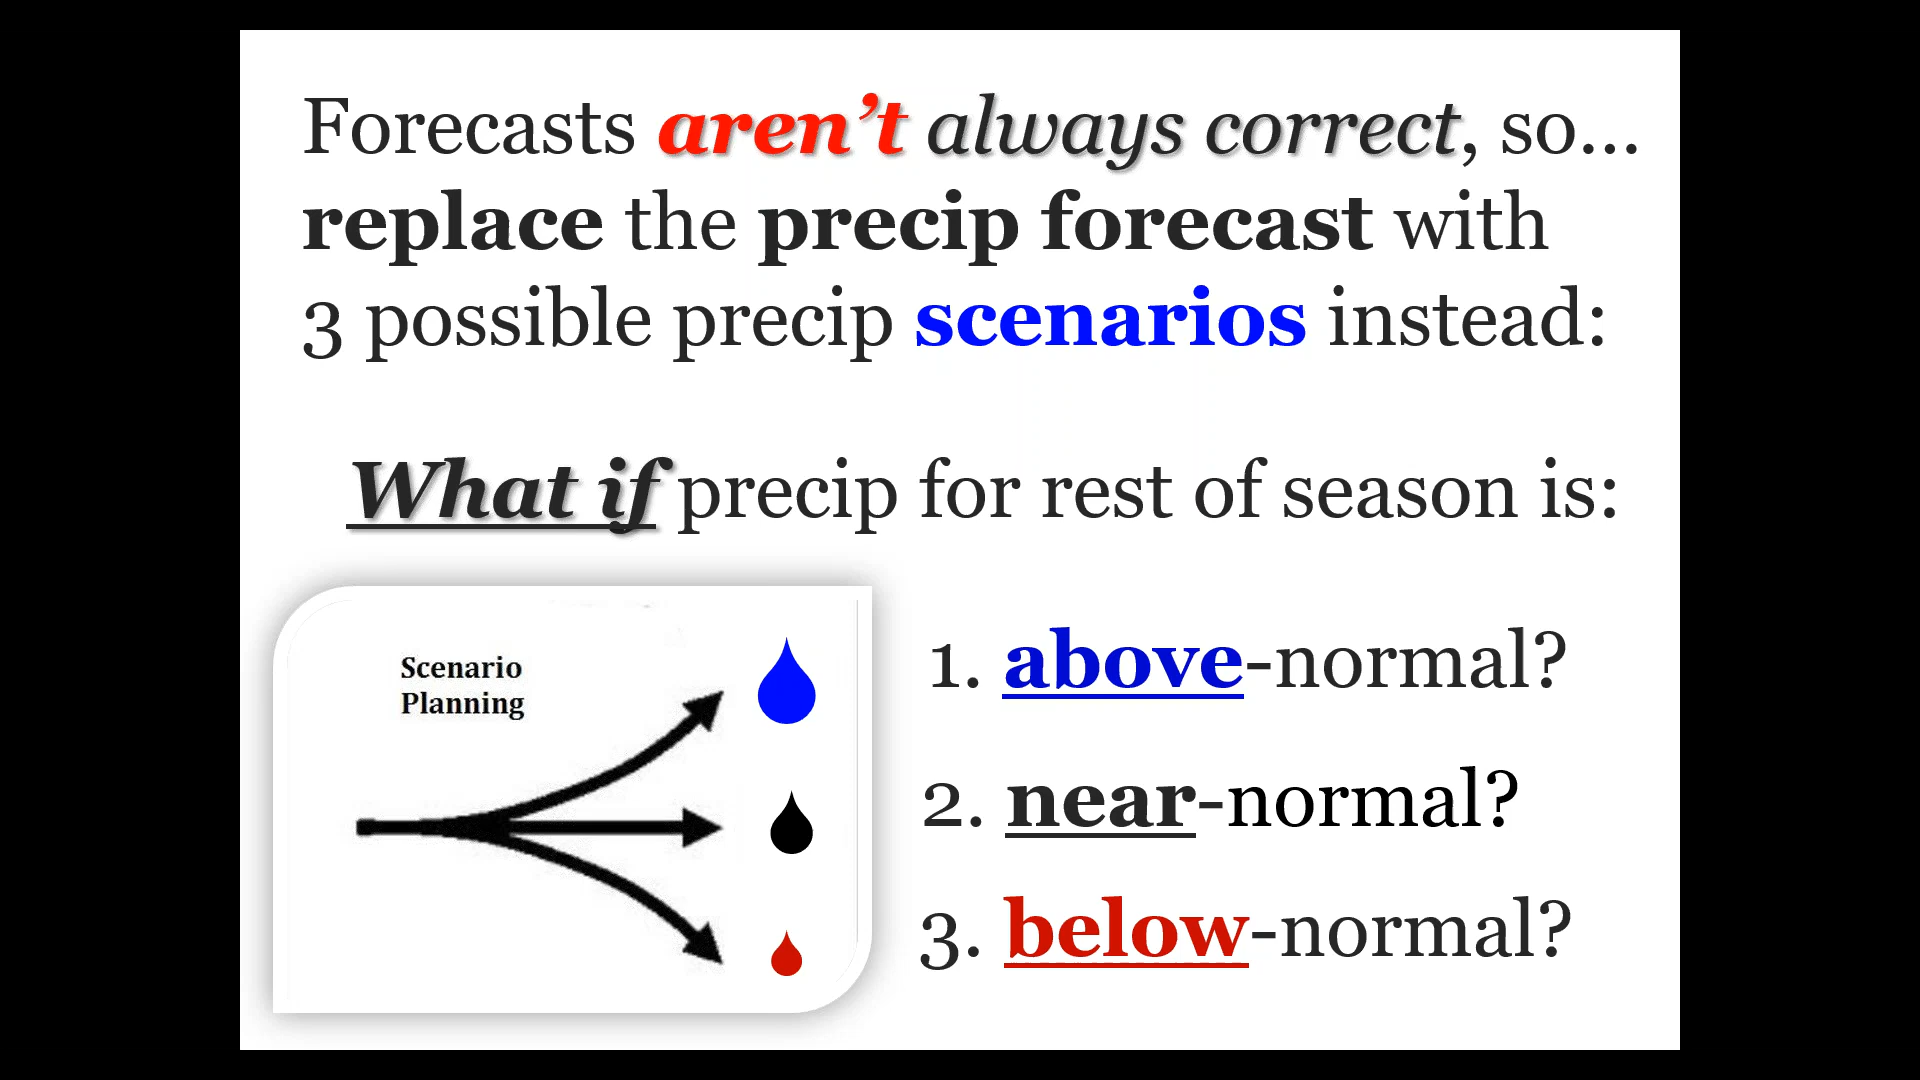 Forecasts aren’t always correct, so...
replace the precip forecast with
3 possible precip scenarios instead:
What if precip for rest of season is:
Scenario
Planning
1. above-normal?
2. near-normal?
3. below-normal?